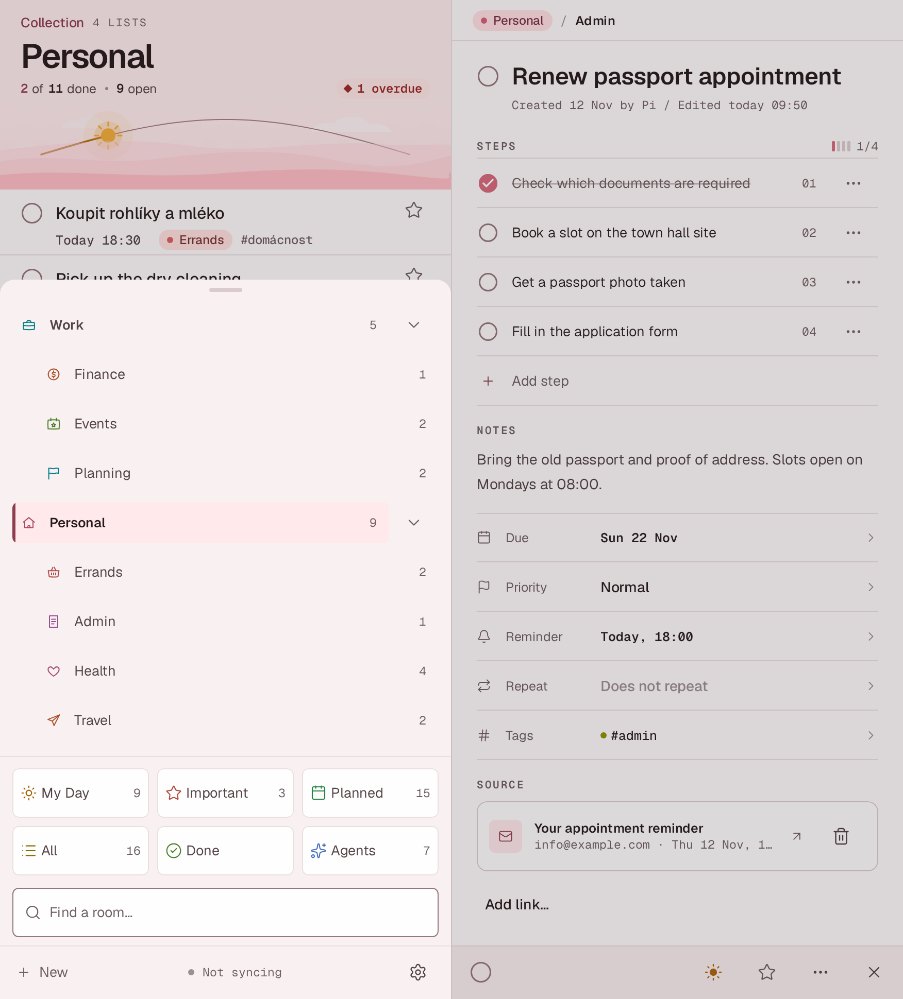 Collection 4 LISTS
Personal
2 of 11 done • 9 open
1 overdue
Koupit rohlíky a mléko
Today 18:30 Errands #domácnost
Pick up the dry cleaning
Work 5
Finance 1
Events 2
Planning 2
Personal 9
Errands 2
Admin 1
Health 4
Travel 2
My Day 9
Important 3
Planned 15
All 16
Done
Agents 7
Find a room…
New
Not syncing
Personal / Admin
Renew passport appointment
Created 12 Nov by Pi / Edited today 09:50
STEPS 1/4
Check which documents are required 01
Book a slot on the town hall site 02
Get a passport photo taken 03
Fill in the application form 04
Add step
NOTES
Bring the old passport and proof of address. Slots open on
Mondays at 08:00.
Due Sun 22 Nov
Priority Normal
Reminder Today, 18:00
Repeat Does not repeat
Tags #admin
SOURCE
Your appointment reminder
info@example.com · Thu 12 Nov, 1…
Add link…